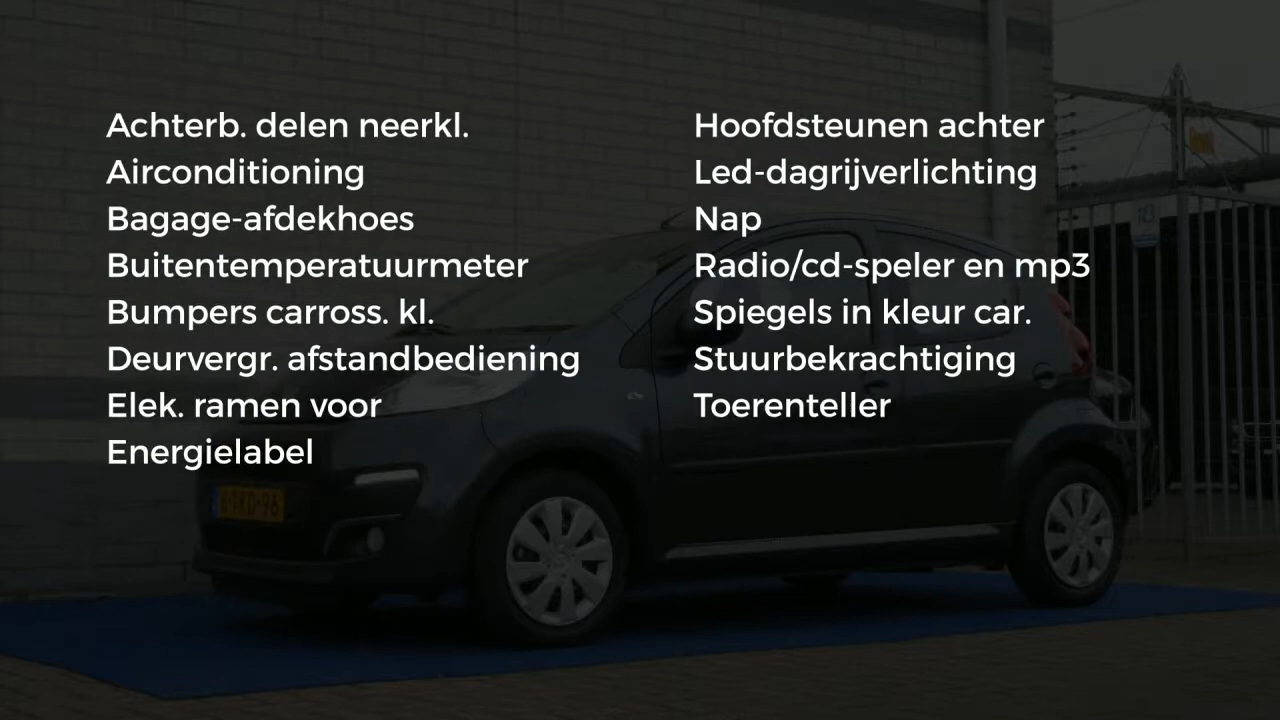 Achterb. delen neerkl.
Airconditioning
Bagage-afdekhoes
Buitentemperatuurmeter
Bumpers carross. kl.
Deurvergr. afstandbediening
Elek. ramen voor
Energielabel
Hoofdsteunen achter
Led-dagrijverlichting
Nap
Radio/cd-speler en mp3
Spiegels in kleur car.
Stuurbekrachtiging
Toerenteller